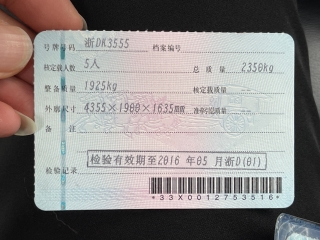 号牌号码 浙DK3555 档案编号
核定载人数 5人 总质量 2350kg
整备质量 1925kg 核定载质量
外廓尺寸 4355×1900×1635mm 准牵引总质量
备注
检验有效期至2016年05月浙D(01)
检验记录
*33X0012753516*